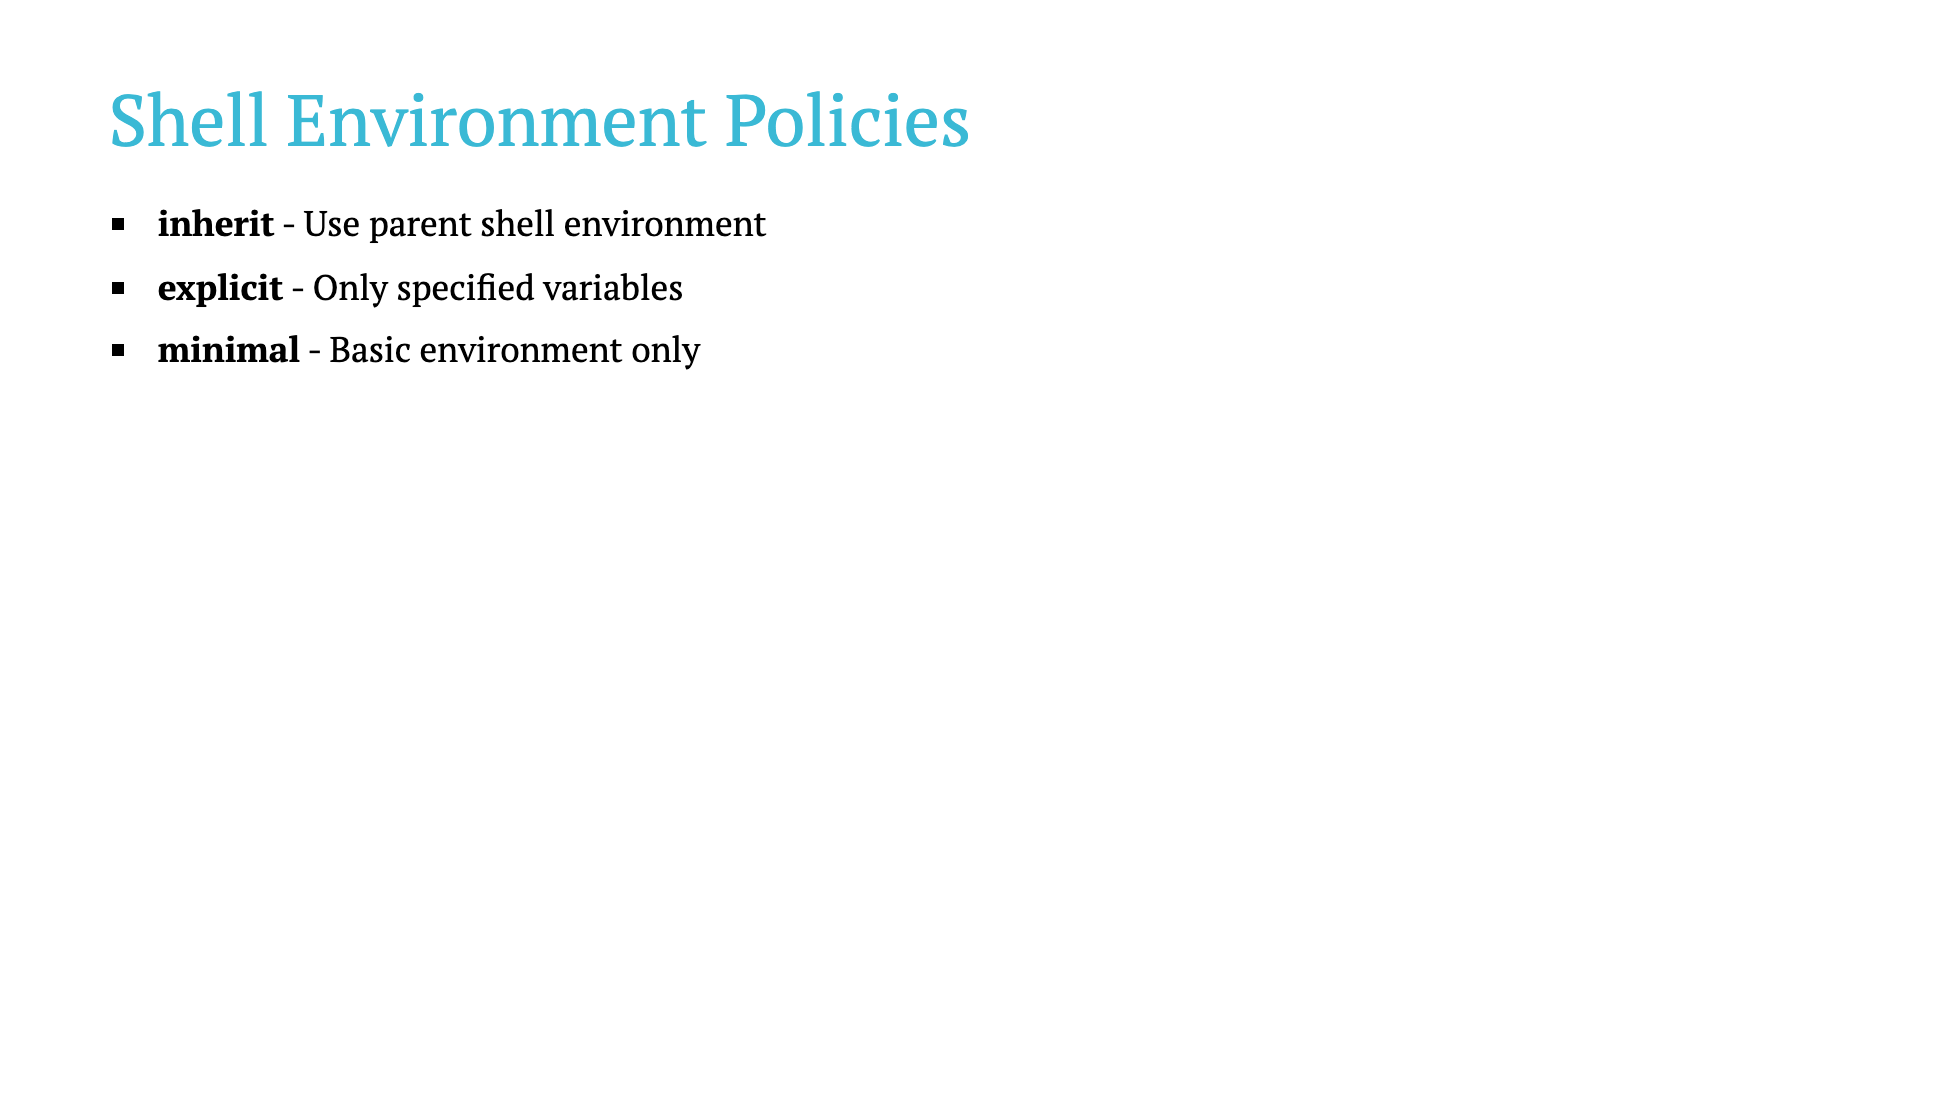 Shell Environment Policies
▪ inherit - Use parent shell environment
▪ explicit - Only specified variables
▪ minimal - Basic environment only